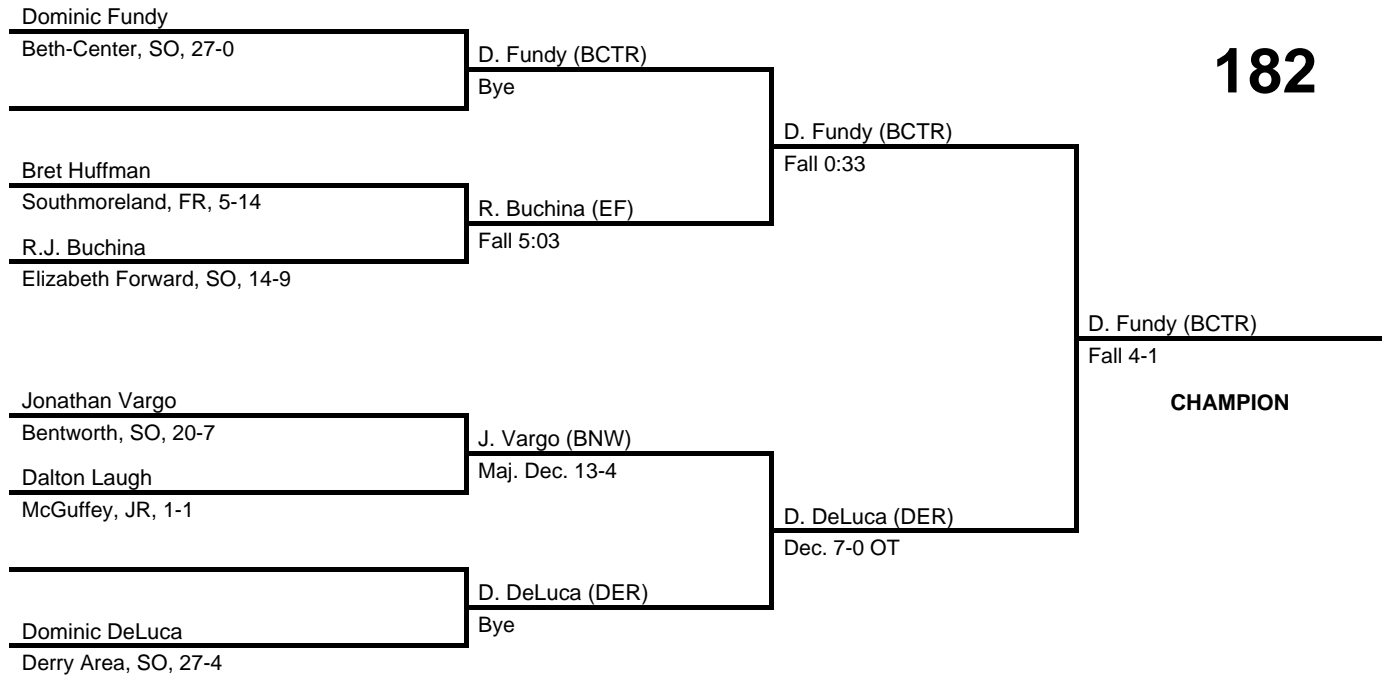 182
Dominic Fundy
Beth-Center, SO, 27-0
D. Fundy (BCTR)
Bye
D. Fundy (BCTR)
Fall 0:33
Bret Huffman
Southmoreland, FR, 5-14
R. Buchina (EF)
Fall 5:03
R.J. Buchina
Elizabeth Forward, SO, 14-9
D. Fundy (BCTR)
Fall 4-1
CHAMPION
Jonathan Vargo
Bentworth, SO, 20-7
J. Vargo (BNW)
Maj. Dec. 13-4
Dalton Laugh
McGuffey, JR, 1-1
D. DeLuca (DER)
Dec. 7-0 OT
D. DeLuca (DER)
Bye
Dominic DeLuca
Derry Area, SO, 27-4